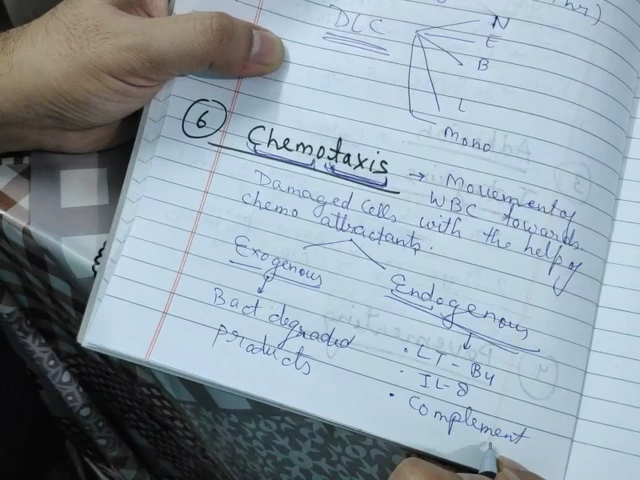 hr)
DLC
N
E
B
L
Mono
6 Chemotaxis → Movement of
WBC towards
Damaged Cells with the help of
chemo attractants.
Exogenous
Endogenous
Bact degraded
Products
• LT-B4
• IL-8
• Complement